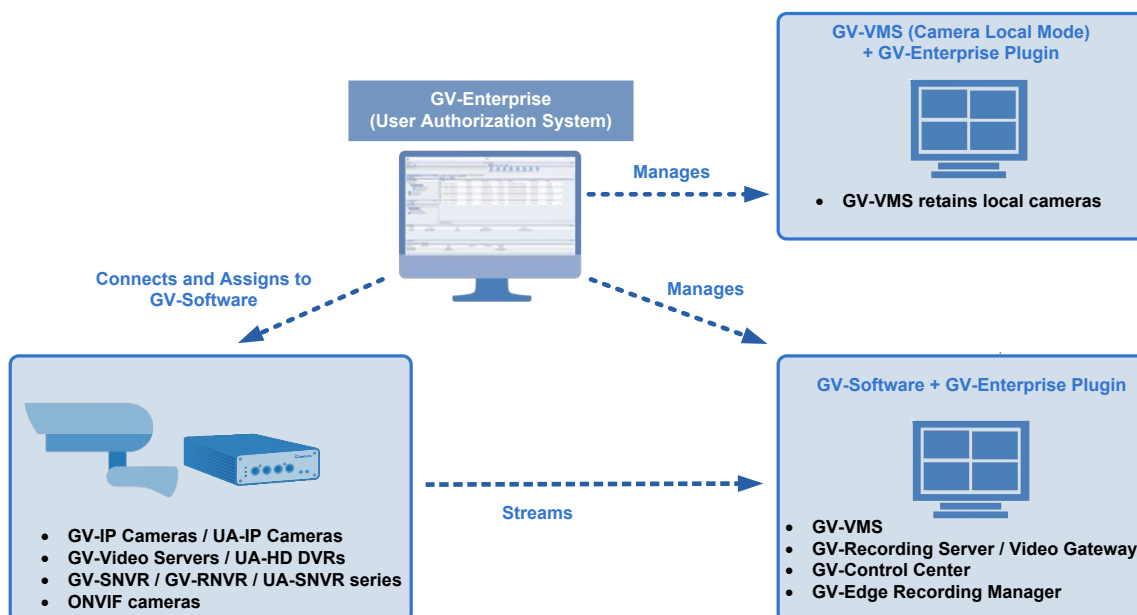 GV-VMS (Camera Local Mode)
+ GV-Enterprise Plugin
• GV-VMS retains local cameras
GV-Enterprise
(User Authorization System)
Manages
Connects and Assigns to
GV-Software
Manages
• GV-IP Cameras / UA-IP Cameras
• GV-Video Servers / UA-HD DVRs
• GV-SNVR / GV-RNVR / UA-SNVR series
• ONVIF cameras
Streams
GV-Software + GV-Enterprise Plugin
• GV-VMS
• GV-Recording Server / Video Gateway
• GV-Control Center
• GV-Edge Recording Manager